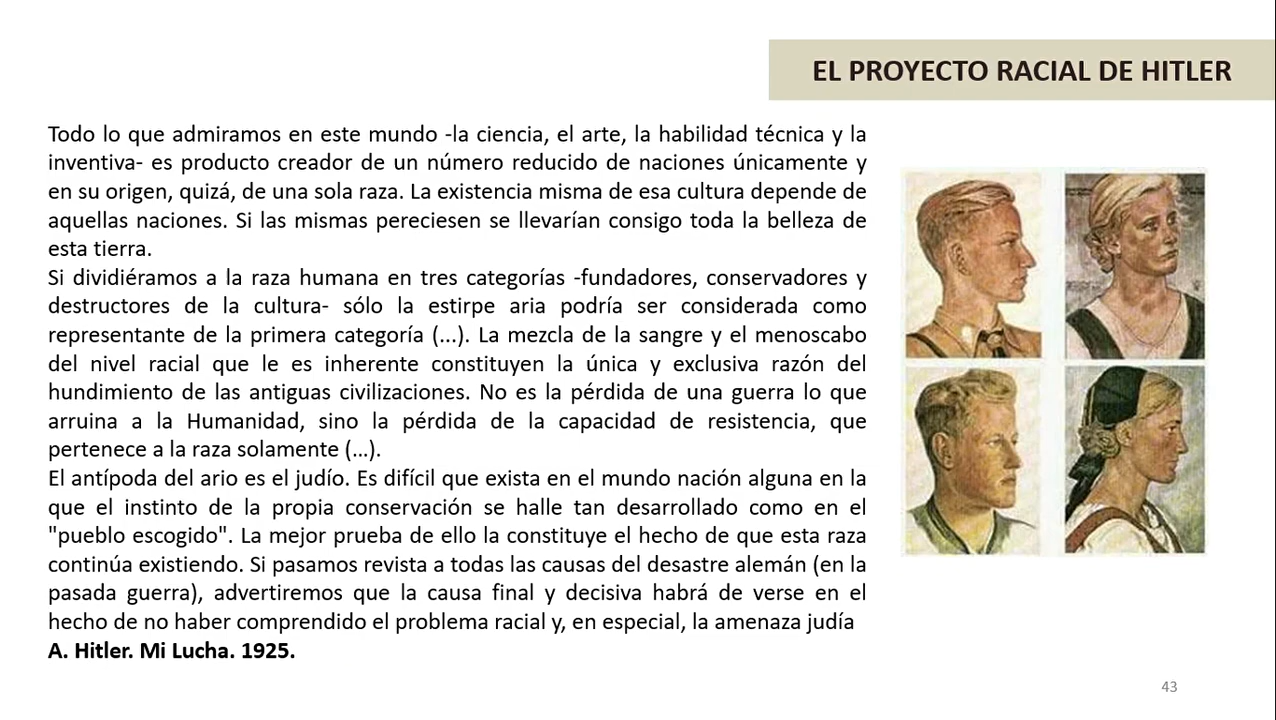 EL PROYECTO RACIAL DE HITLER
Todo lo que admiramos en este mundo -la ciencia, el arte, la habilidad técnica y la
inventiva- es producto creador de un número reducido de naciones únicamente y
en su origen, quizá, de una sola raza. La existencia misma de esa cultura depende de
aquellas naciones. Si las mismas pereciesen se llevarían consigo toda la belleza de
esta tierra.
Si dividiéramos a la raza humana en tres categorías -fundadores, conservadores y
destructores de la cultura- sólo la estirpe aria podría ser considerada como
representante de la primera categoría (...). La mezcla de la sangre y el menoscabo
del nivel racial que le es inherente constituyen la única y exclusiva razón del
hundimiento de las antiguas civilizaciones. No es la pérdida de una guerra lo que
arruina a la Humanidad, sino la pérdida de la capacidad de resistencia, que
pertenece a la raza solamente (...).
El antípoda del ario es el judío. Es difícil que exista en el mundo nación alguna en la
que el instinto de la propia conservación se halle tan desarrollado como en el
"pueblo escogido". La mejor prueba de ello la constituye el hecho de que esta raza
continúa existiendo. Si pasamos revista a todas las causas del desastre alemán (en la
pasada guerra), advertiremos que la causa final y decisiva habrá de verse en el
hecho de no haber comprendido el problema racial y, en especial, la amenaza judía
A. Hitler. Mi Lucha. 1925.
43